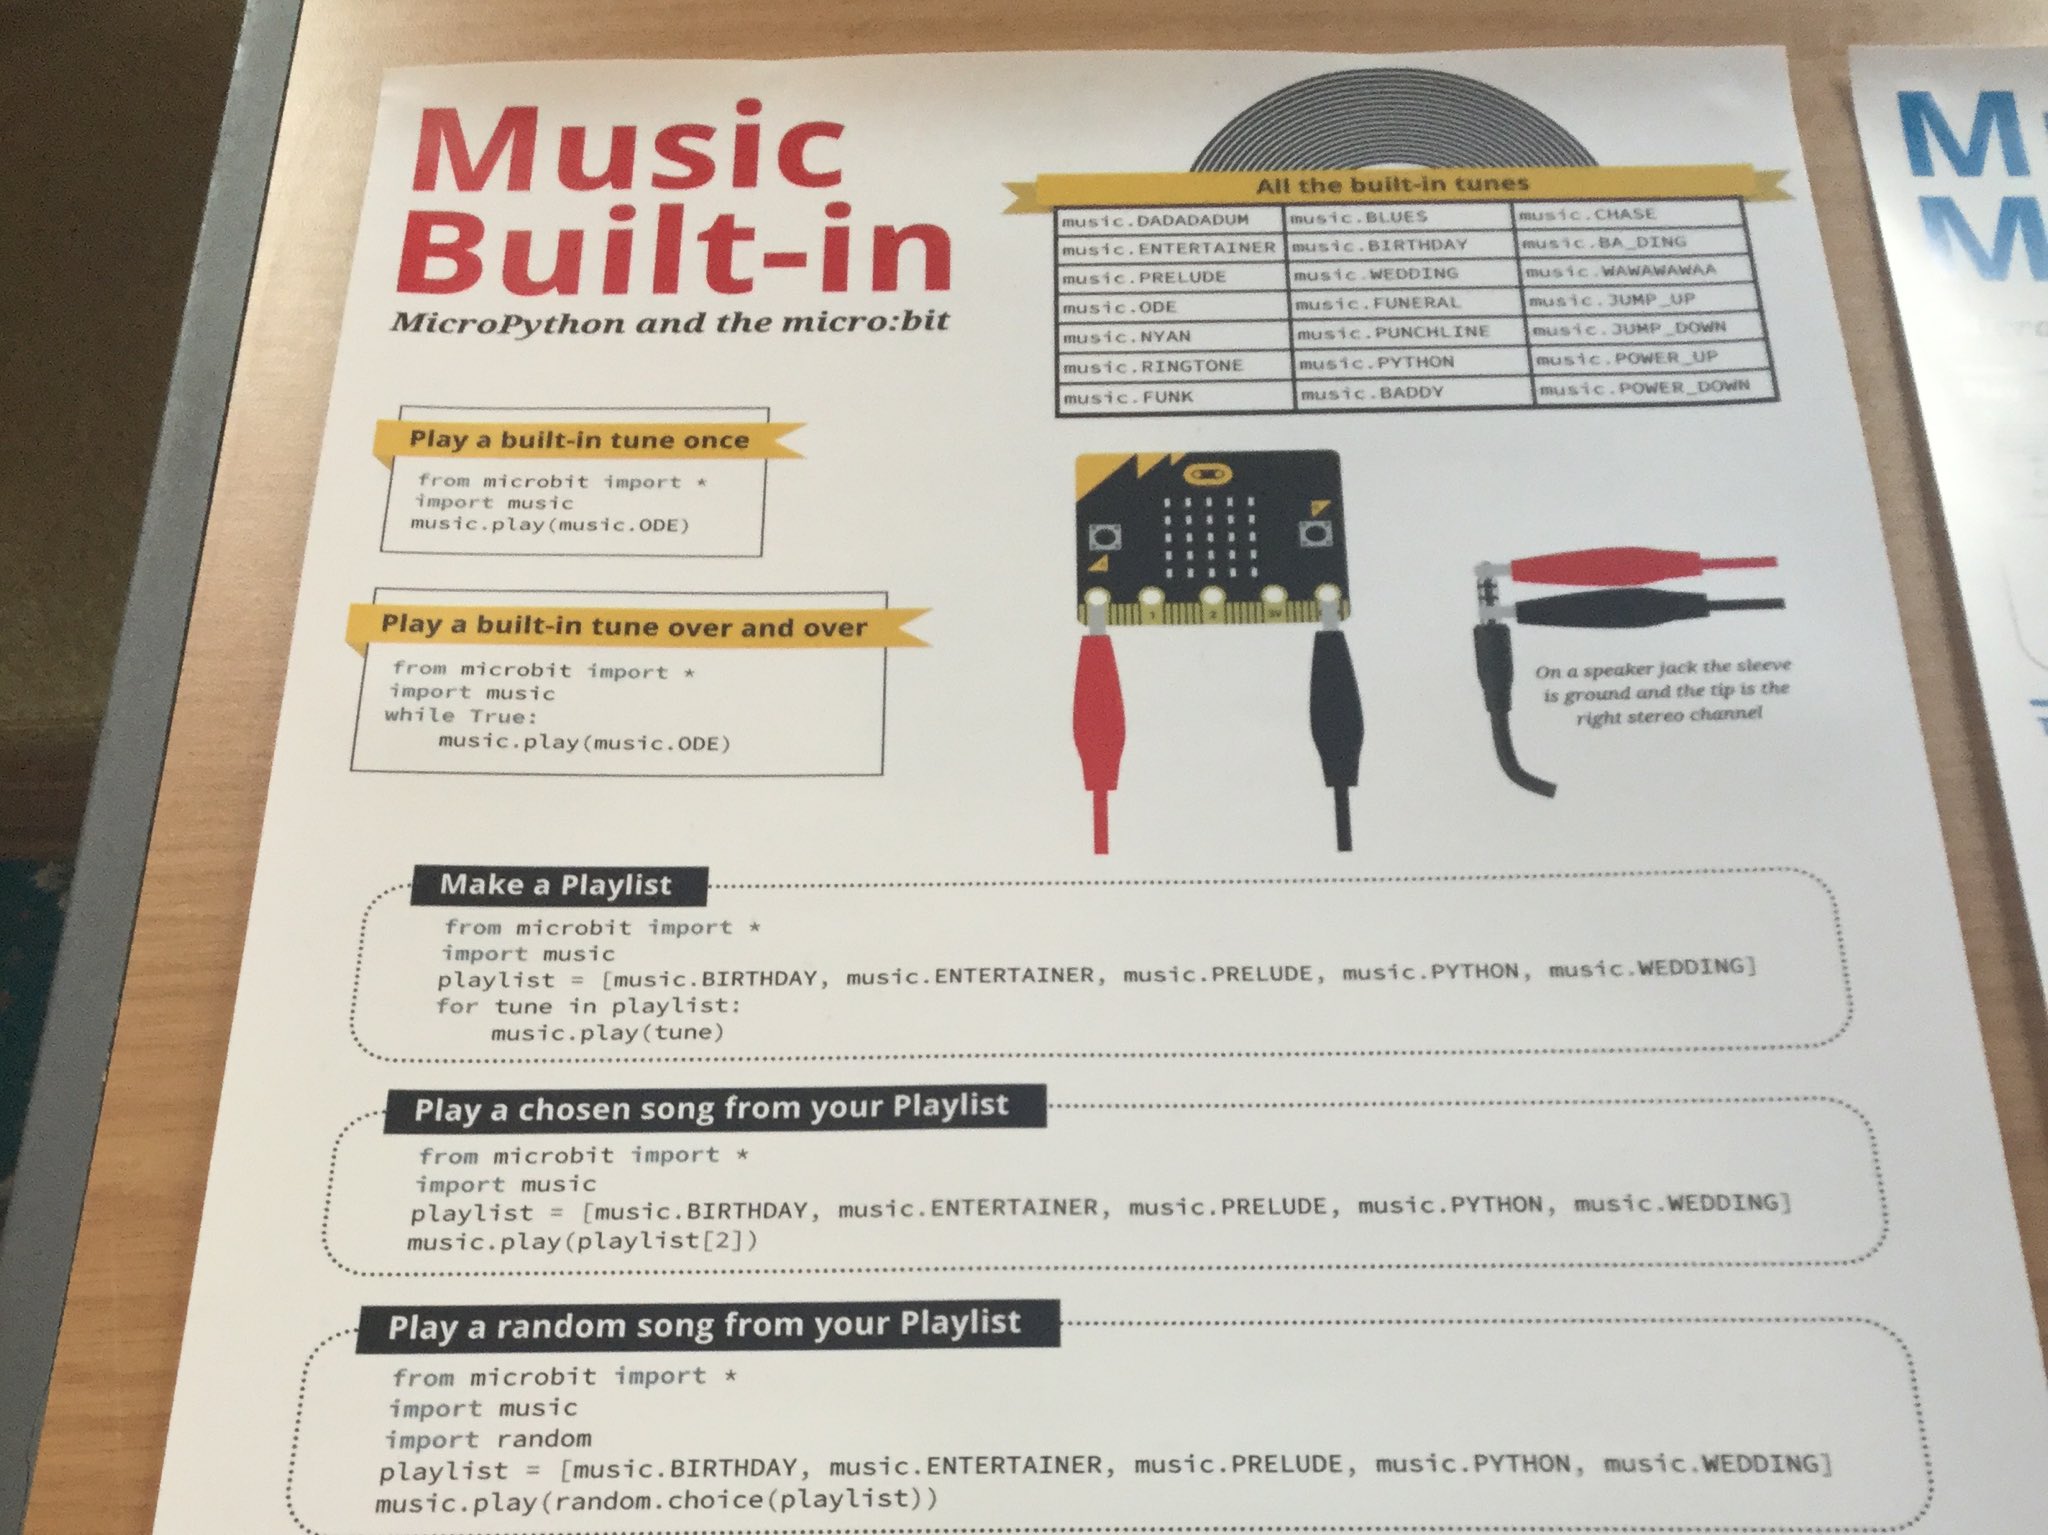 Music
Built-in
MicroPython and the micro:bit
All the built-in tunes
music.DADADADUM music.BLUES music.CHASE
music.ENTERTAINER music.BIRTHDAY music.BA_DING
music.PRELUDE music.WEDDING music.WAWAWAWAA
music.ODE music.FUNERAL music.JUMP_UP
music.NYAN music.PUNCHLINE music.JUMP_DOWN
music.RINGTONE music.PYTHON music.POWER_UP
music.FUNK music.BADDY music.POWER_DOWN
Play a built-in tune once
from microbit import *
import music
music.play(music.ODE)
Play a built-in tune over and over
from microbit import *
import music
while True:
    music.play(music.ODE)
1 2 3V
On a speaker jack the sleeve
is ground and the tip is the
right stereo channel
Make a Playlist
from microbit import *
import music
playlist = [music.BIRTHDAY, music.ENTERTAINER, music.PRELUDE, music.PYTHON, music.WEDDING]
for tune in playlist:
    music.play(tune)
Play a chosen song from your Playlist
from microbit import *
import music
playlist = [music.BIRTHDAY, music.ENTERTAINER, music.PRELUDE, music.PYTHON, music.WEDDING]
music.play(playlist[2])
Play a random song from your Playlist
from microbit import *
import music
import random
playlist = [music.BIRTHDAY, music.ENTERTAINER, music.PRELUDE, music.PYTHON, music.WEDDING]
music.play(random.choice(playlist))